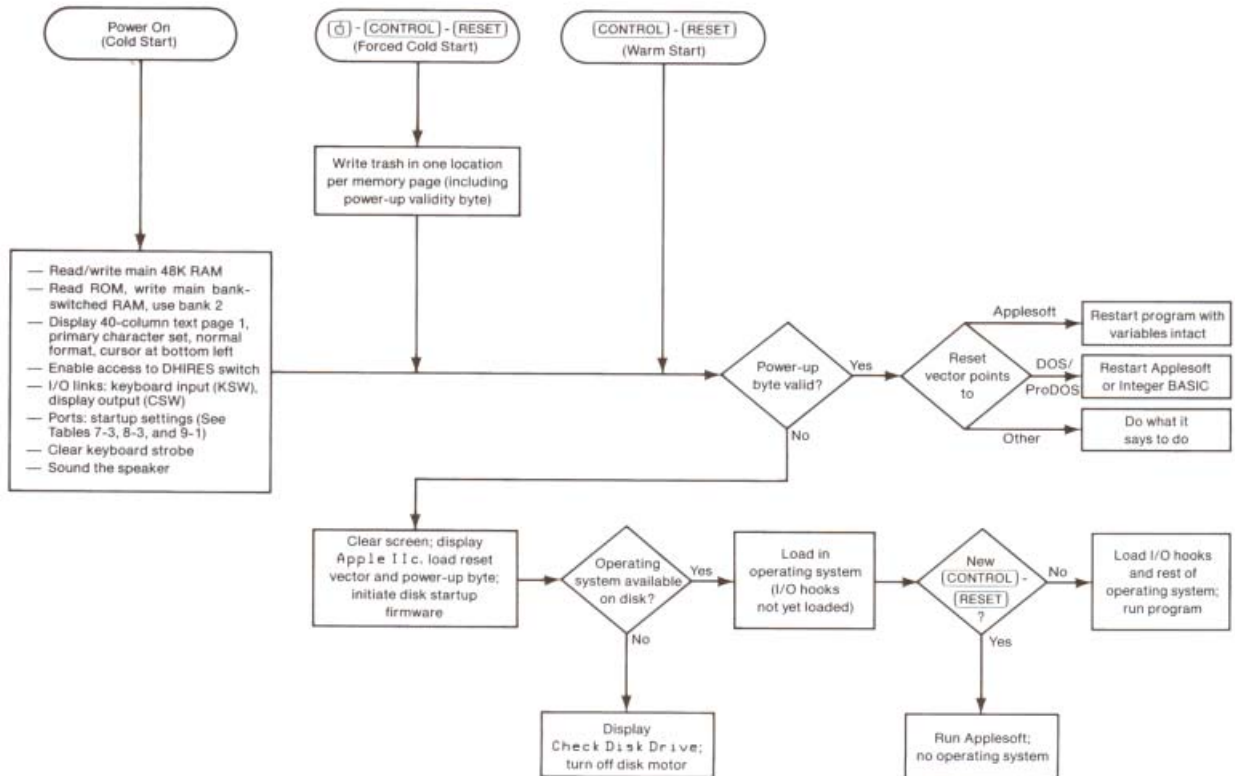 Power On
(Cold Start)
- CONTROL - RESET
(Forced Cold Start)
CONTROL - RESET
(Warm Start)
Write trash in one location
per memory page (including
power-up validity byte)
— Read/write main 48K RAM
— Read ROM, write main bank-
switched RAM, use bank 2
— Display 40-column text page 1,
primary character set, normal
format, cursor at bottom left
— Enable access to DHIRES switch
— I/O links: keyboard input (KSW),
display output (CSW)
— Ports: startup settings (See
Tables 7-3, 8-3, and 9-1)
— Clear keyboard strobe
— Sound the speaker
Power-up
byte valid?
Yes
No
Reset
vector points
to
Applesoft
Restart program with
variables intact
DOS/
ProDOS
Restart Applesoft
or Integer BASIC
Other
Do what it
says to do
Clear screen; display
Apple IIc, load reset
vector and power-up byte;
initiate disk startup
firmware
Operating
system available
on disk?
Yes
No
Load in
operating system
(I/O hooks
not yet loaded)
New
CONTROL -
RESET
?
No
Yes
Load I/O hooks
and rest of
operating system;
run program
Display
Check Disk Drive;
turn off disk motor
Run Applesoft;
no operating system